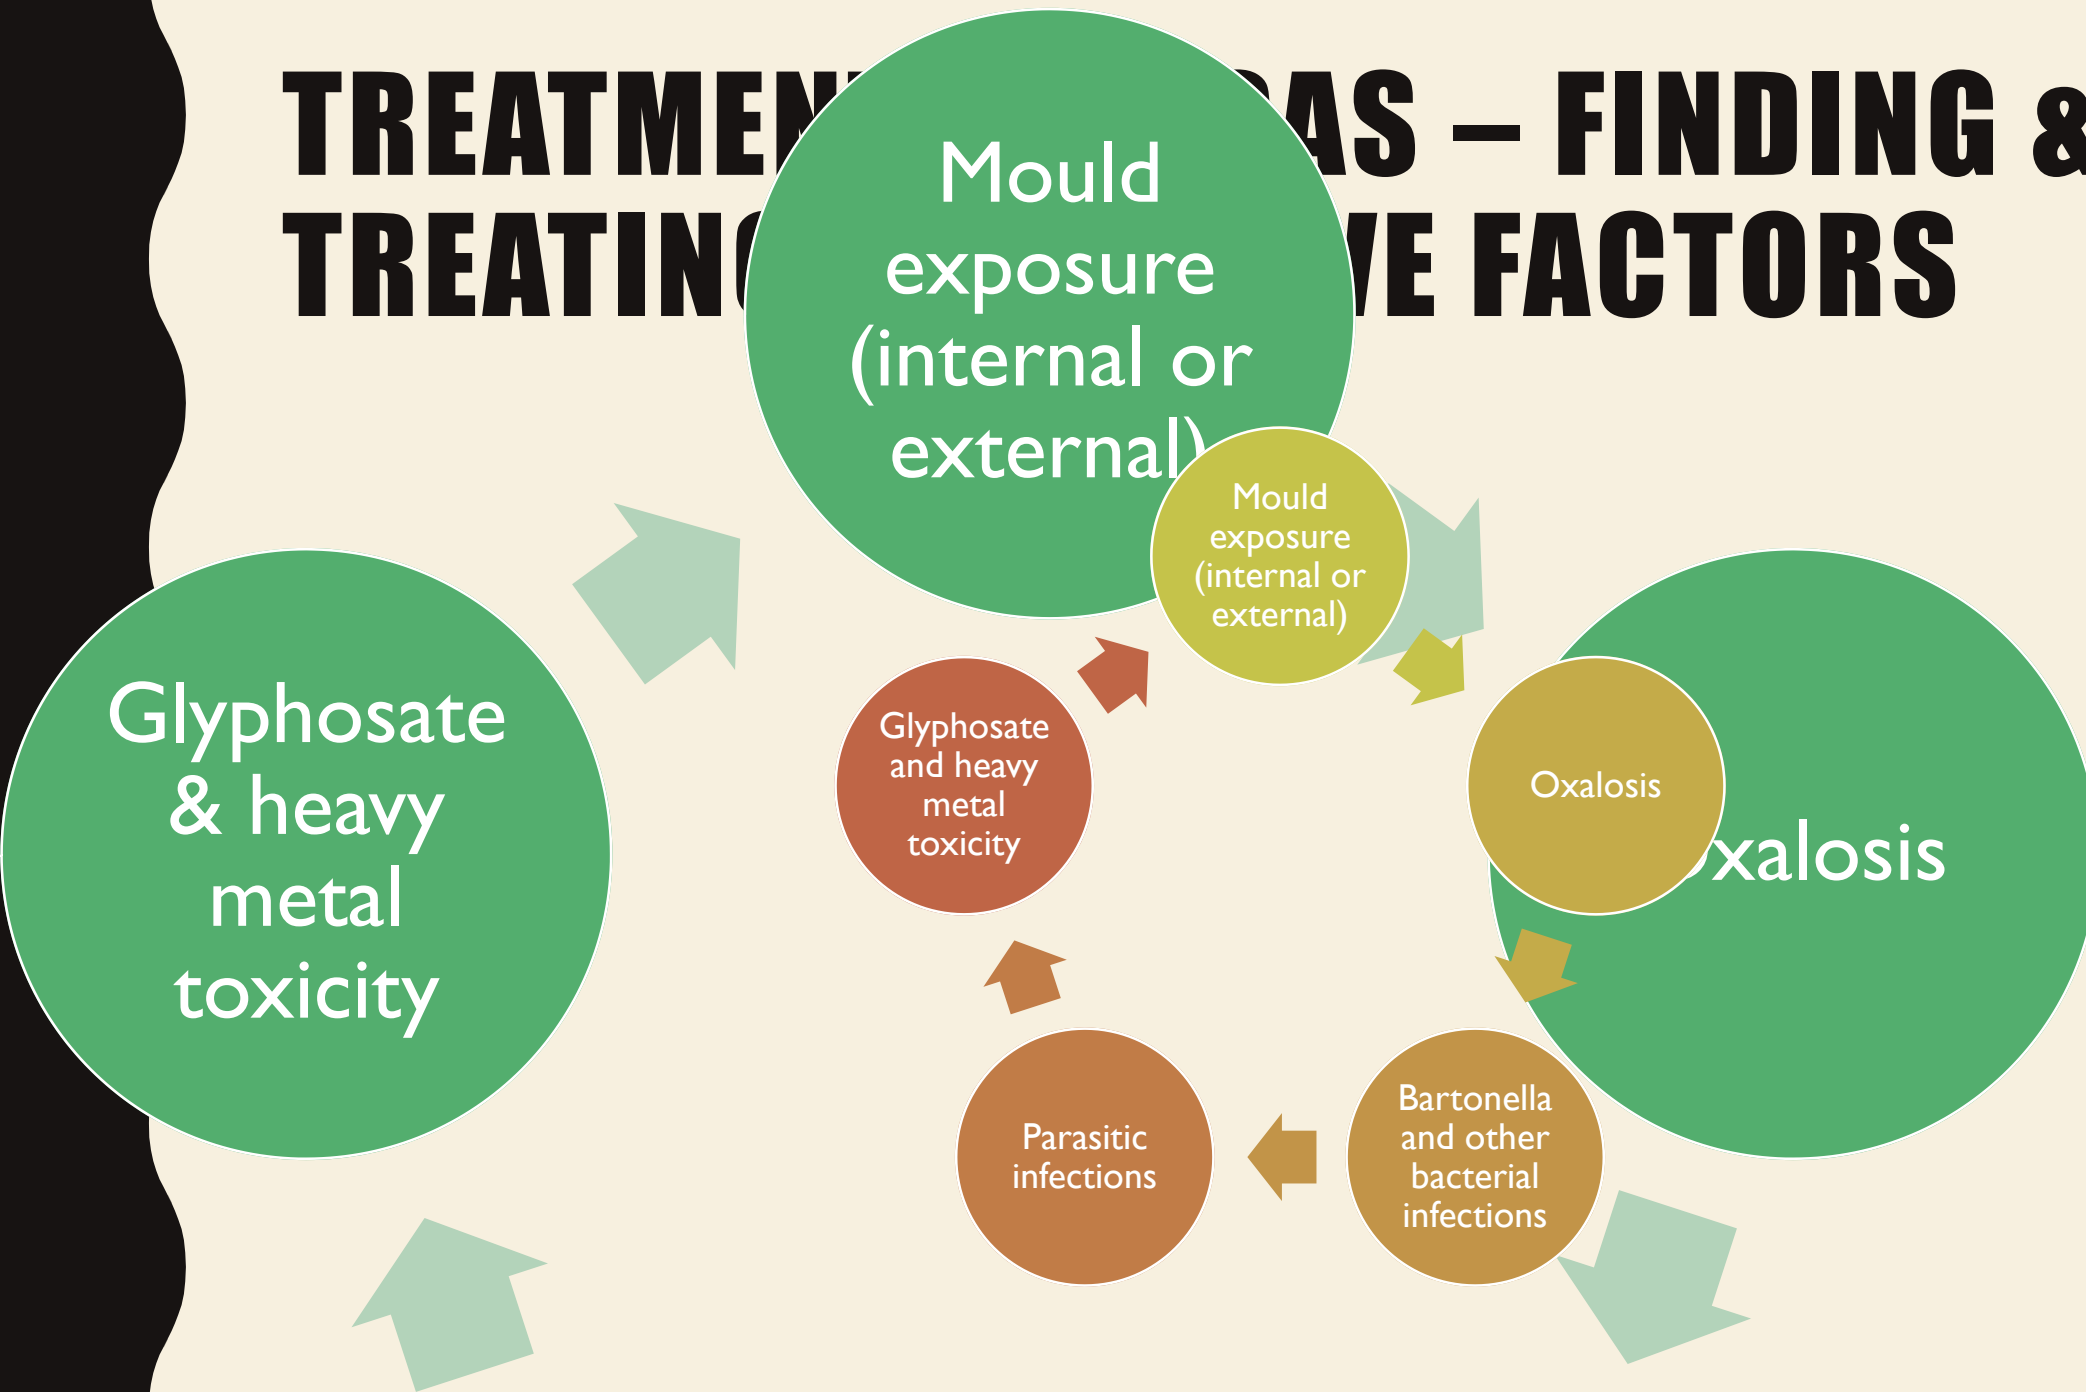 TREATMEN AS – FINDING &
TREATING VE FACTORS
Mould
exposure
(internal or
external)
Mould
exposure
(internal or
external)
Glyphosate
& heavy
metal
toxicity
Glyphosate
and heavy
metal
toxicity
Oxalosis
xalosis
Parasitic
infections
Bartonella
and other
bacterial
infections